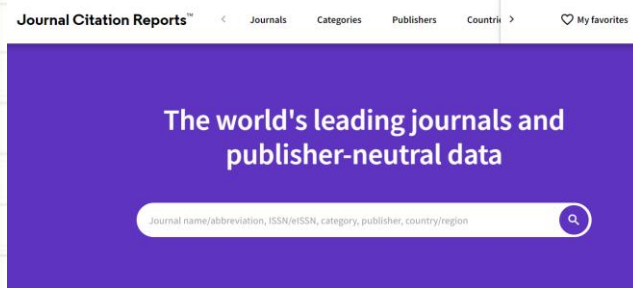 Journal Citation Reports™ < Journals Categories Publishers Countri > My favorites
The world's leading journals and
publisher-neutral data
Journal name/abbreviation, ISSN/eISSN, category, publisher, country/region